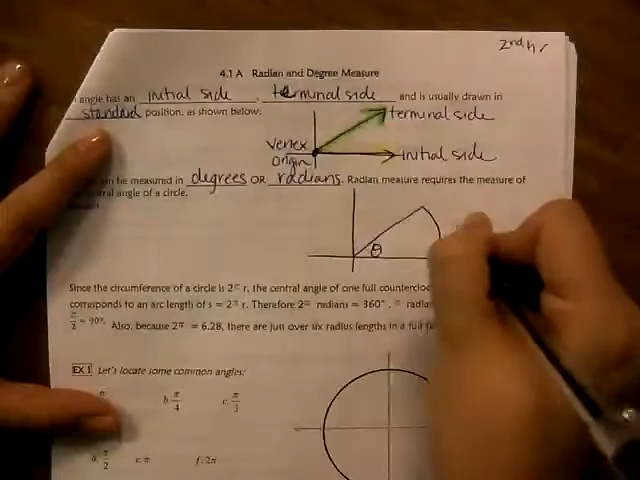 2nd hr
4.1 A Radian and Degree Measure
angle has an initial side, terminal side and is usually drawn in
standard position, as shown below:
terminal side
vertex
origin
initial side
be measured in degrees OR radians. Radian measure requires the measure of
angle of a circle.
θ
Since the circumference of a circle is 2π r, the central angle of one full
corresponds to an arc length of s = 2π r. Therefore 2π radians = 360°, π
π/2 = 90°. Also, because 2π = 6.28, there are just over six radius lengths in a full
EX 1 Let's locate some common angles:
b. π/4 c. π/3
π/2 e. π f. 2π